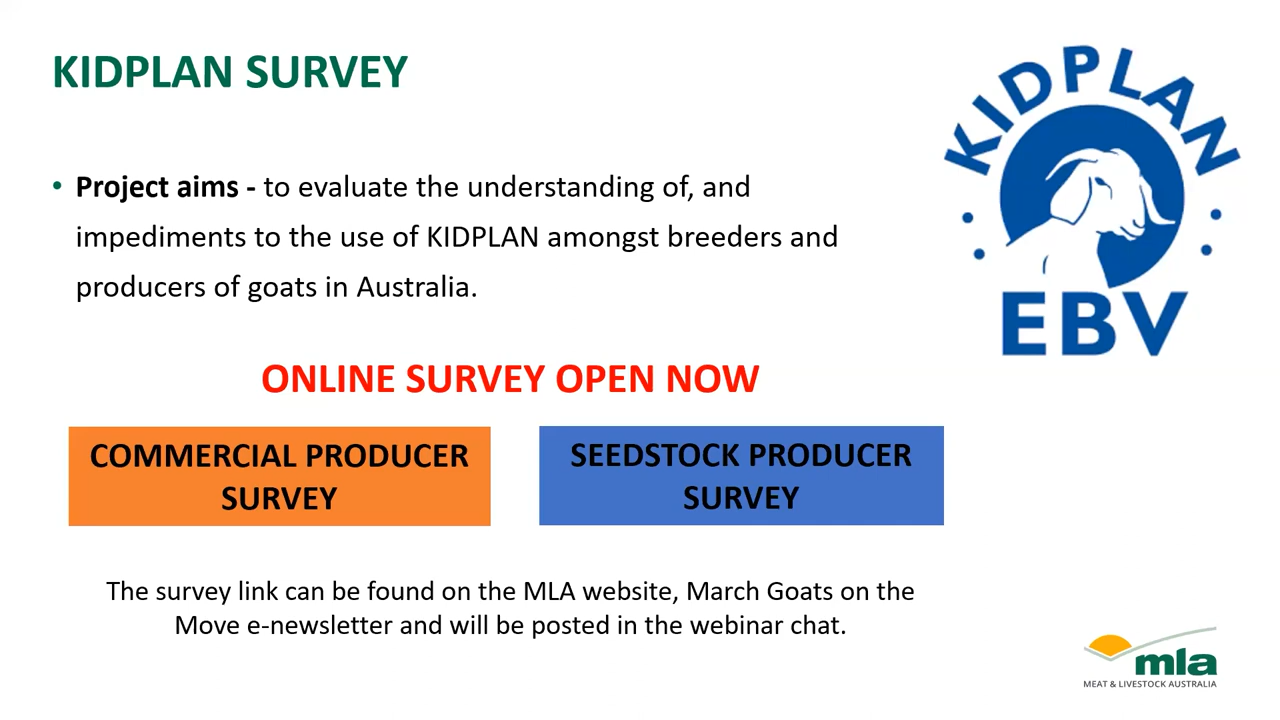 KIDPLAN SURVEY
KIDPLAN
EBV
• Project aims - to evaluate the understanding of, and
impediments to the use of KIDPLAN amongst breeders and
producers of goats in Australia.
ONLINE SURVEY OPEN NOW
COMMERCIAL PRODUCER
SURVEY
SEEDSTOCK PRODUCER
SURVEY
The survey link can be found on the MLA website, March Goats on the
Move e-newsletter and will be posted in the webinar chat.
mla
MEAT & LIVESTOCK AUSTRALIA